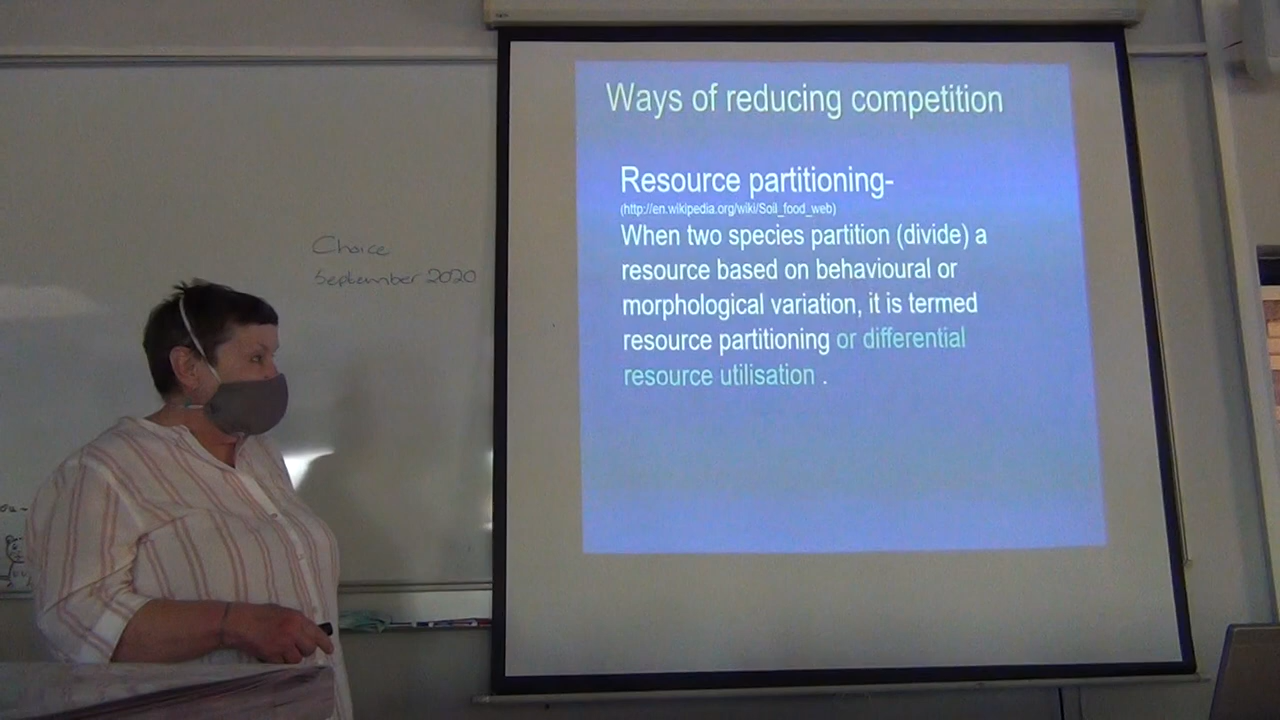 Choice
September 2020
Ways of reducing competition
Resource partitioning-
(http://en.wikipedia.org/wiki/Soil_food_web)
When two species partition (divide) a
resource based on behavioural or
morphological variation, it is termed
resource partitioning or differential
resource utilisation .